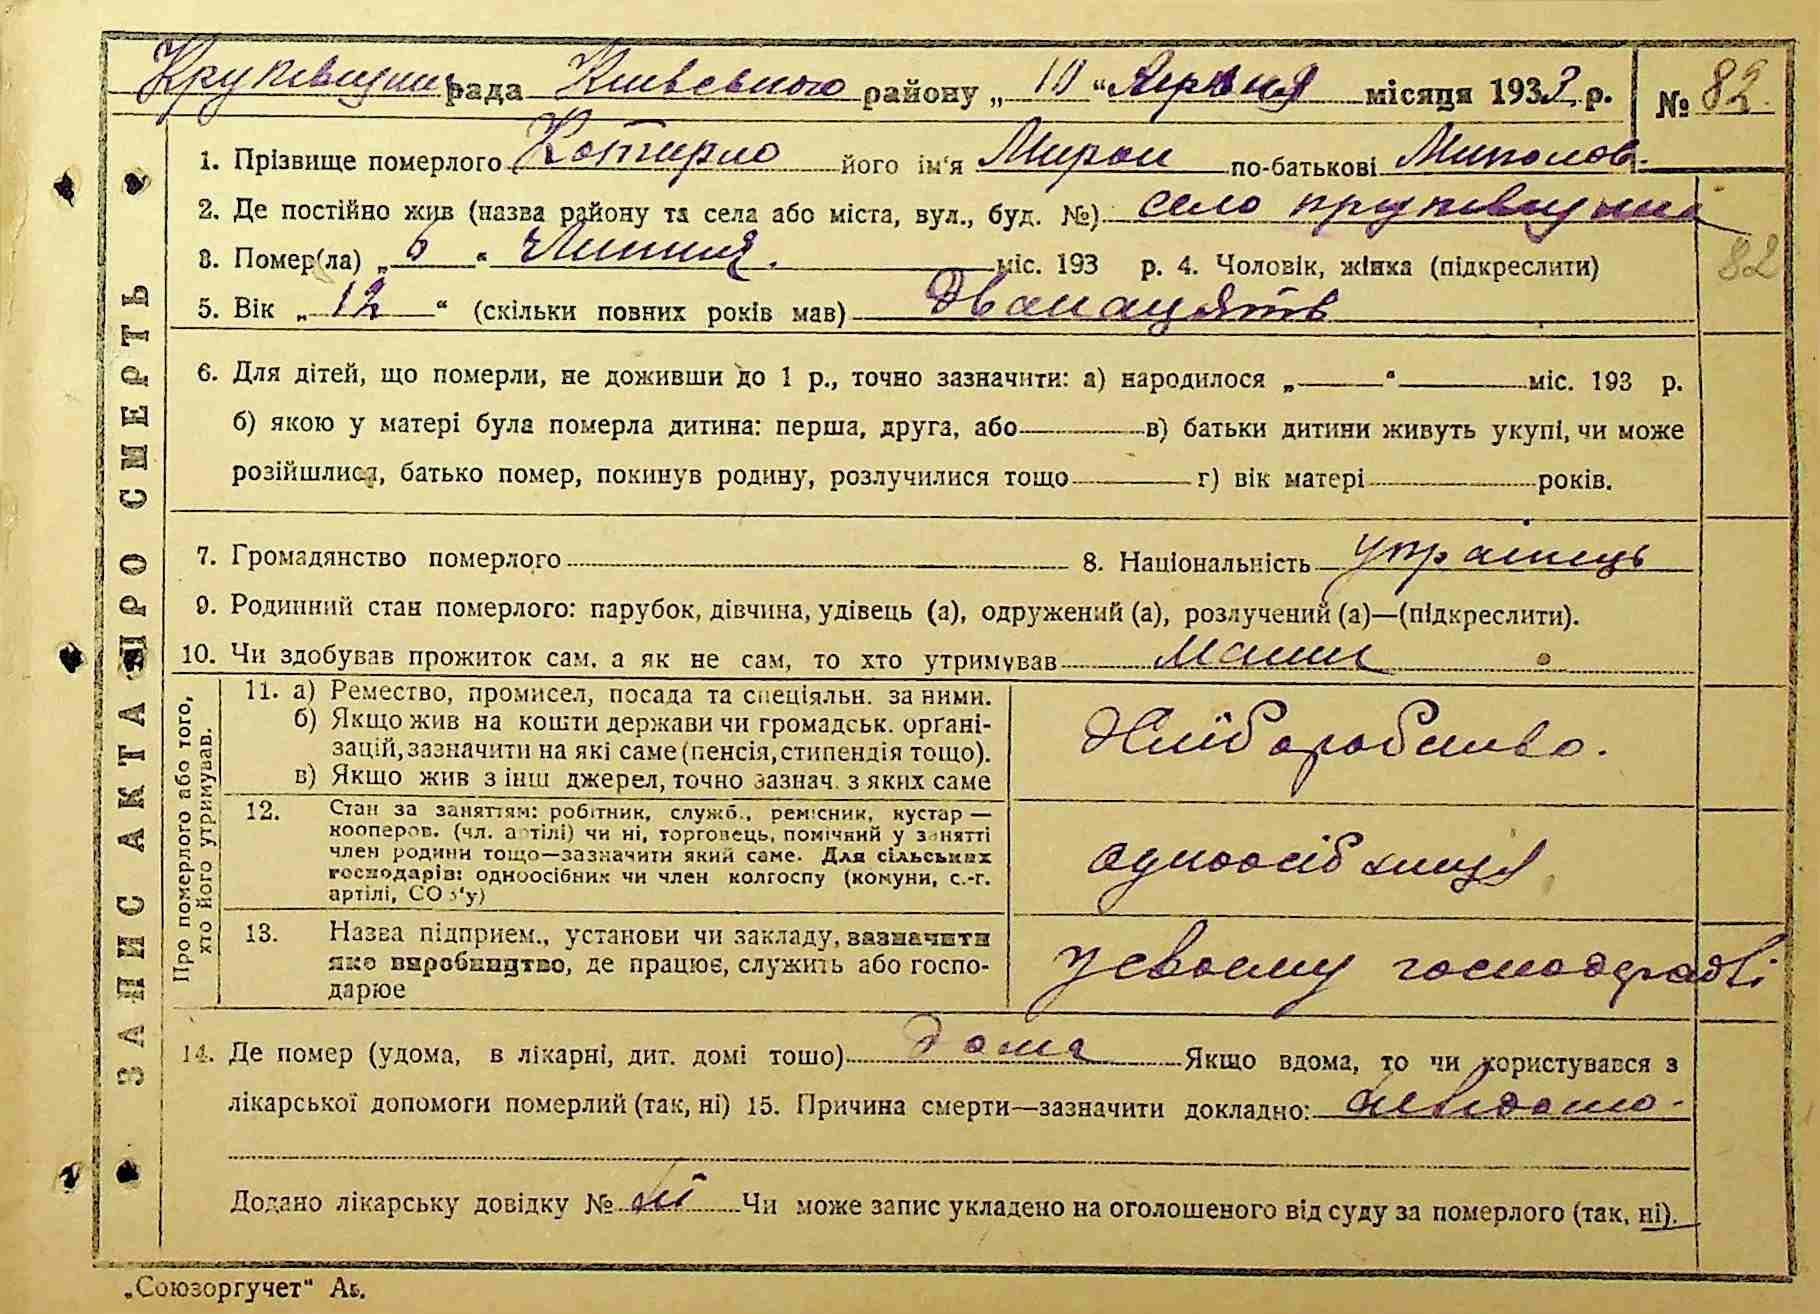 рада Київського району „ 10 “ Червня місяця 1933 р. № 82.
1. Прізвище померлого Котирло його ім'я Мирон по-батькові Миколов.
2. Де постійно жив (назва району та села або міста, вул., буд. №) село
3. Помер(ла) „ 6 “ міс. 193 р. 4. Чоловік, жінка (підкреслити)
82
5. Вік „ 12 “ (скільки повних років мав) Дванацять
6. Для дітей, що померли, не доживши до 1 р., точно зазначити: а) народилося „ “ міс. 193 р.
б) якою у матері була померла дитина: перша, друга, або в) батьки дитини живуть укупі, чи може
розійшлися, батько помер, покинув родину, розлучилися тощо г) вік матері років.
7. Громадянство померлого 8. Національність українець
9. Родинний стан померлого: парубок, дівчина, удівець (а), одружений (а), розлучений (а)—(підкреслити).
10. Чи здобував прожиток сам, а як не сам, то хто утримував
Про померлого або того,
хто його утримував.
11. а) Ремество, промисел, посада та спеціяльн. за ними.
б) Якщо жив на кошти держави чи громадськ. органі-
зацій, зазначити на які саме (пенсія, стипендія тощо).
в) Якщо жив з інш джерел, точно зазнач. з яких саме
Хліборобство.
12. Стан за заняттям: робітник, служб., ремісник, кустар —
кооперов. (чл. артілі) чи ні, торговець, помічний у занятті
член родини тощо—зазначити який саме. Для сільських
господарів: одноосібник чи член колгоспу (комуни, с.-г.
артілі, СОЗ'у)
одноосібниця
13. Назва підприєм., установи чи закладу, зазначити
яке виробництво, де працює, служить або госпо-
дарює
у своєму
14. Де помер (удома, в лікарні, дит. домі тощо) дома Якщо вдома, то чи користувався з
лікарської допомоги померлий (так, ні) 15. Причина смерти—зазначити докладно: невідомо.
Додано лікарську довідку № ні Чи може запис укладено на оголошеного від суду за померлого (так, ні).
ЗАПИС АКТА ПРО СМЕРТЬ
„Союзоргучет“ Ав.